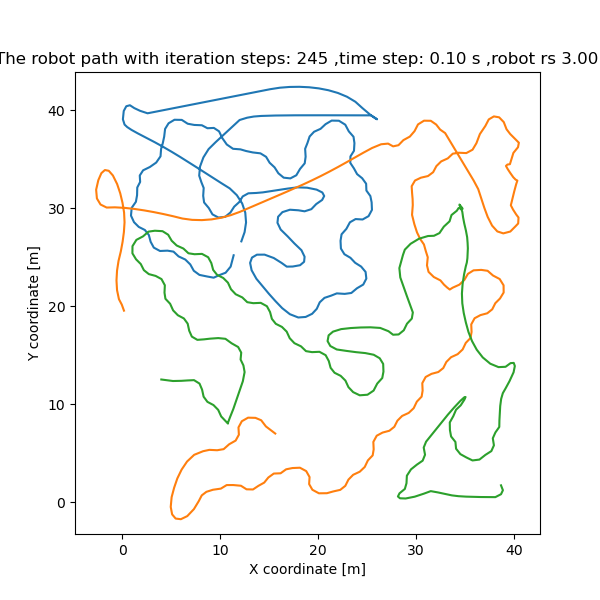 The robot path with iteration steps: 245 ,time step: 0.10 s ,robot rs 3.00
40
30
20
10
0
Y coordinate [m]
0 10 20 30 40
X coordinate [m]